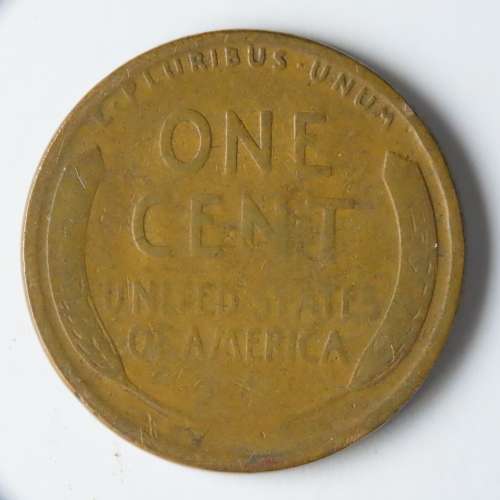 E · PLURIBUS · UNUM
ONE
CENT
UNITED STATES
OF AMERICA